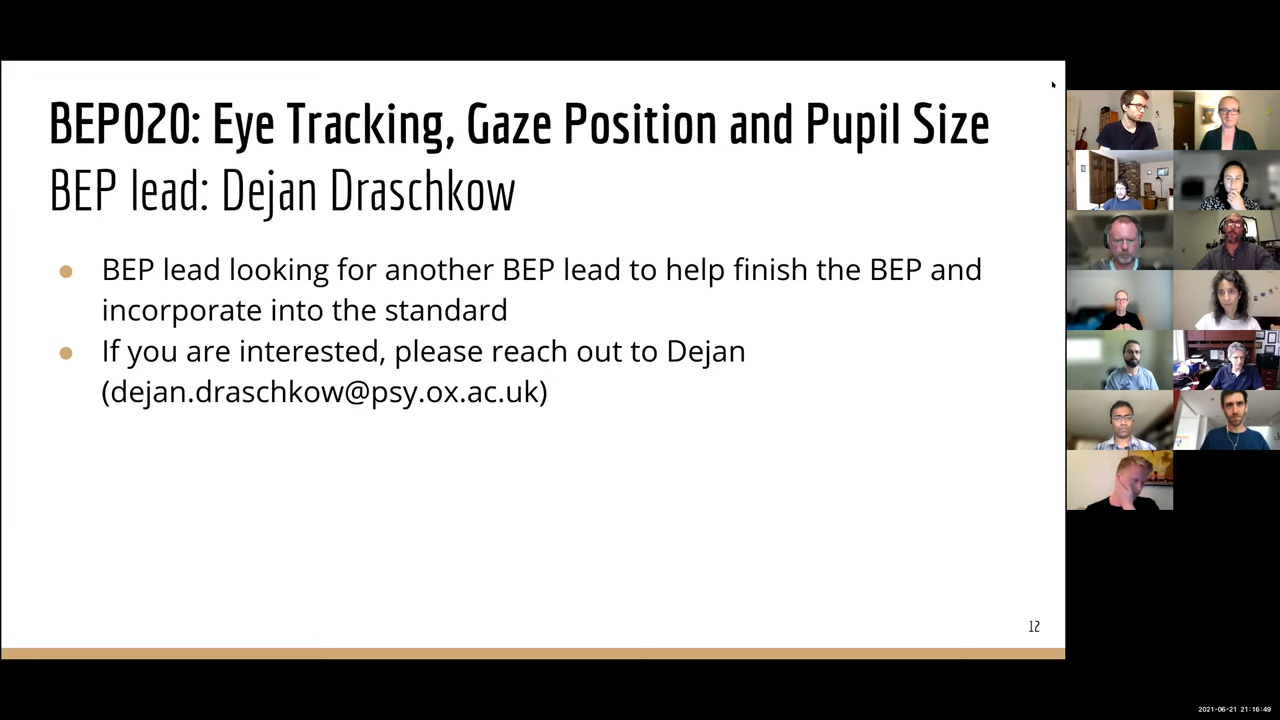 BEP020: Eye Tracking, Gaze Position and Pupil Size
BEP lead: Dejan Draschkow
● BEP lead looking for another BEP lead to help finish the BEP and
incorporate into the standard
● If you are interested, please reach out to Dejan
(dejan.draschkow@psy.ox.ac.uk)
12
2021-06-21 21:16:49